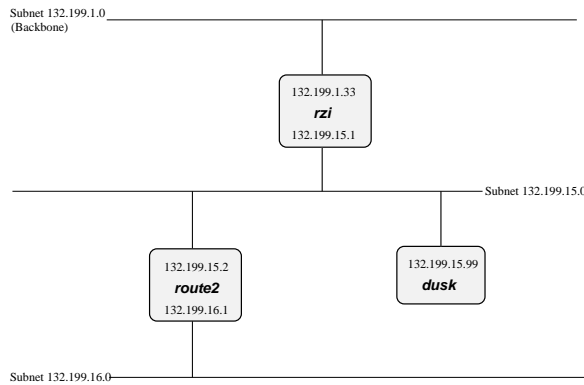 Subnet 132.199.1.0
(Backbone)
132.199.1.33
rzi
132.199.15.1
Subnet 132.199.15.0
132.199.15.2
route2
132.199.16.1
132.199.15.99
dusk
Subnet 132.199.16.0